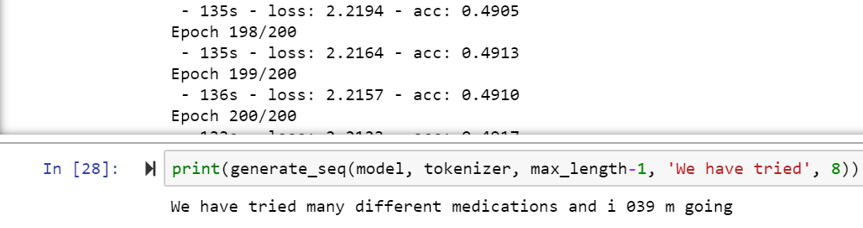 - 135s - loss: 2.2194 - acc: 0.4905
Epoch 198/200
- 135s - loss: 2.2164 - acc: 0.4913
Epoch 199/200
- 136s - loss: 2.2157 - acc: 0.4910
Epoch 200/200
In [28]: print(generate_seq(model, tokenizer, max_length-1, 'We have tried', 8))
We have tried many different medications and i 039 m going